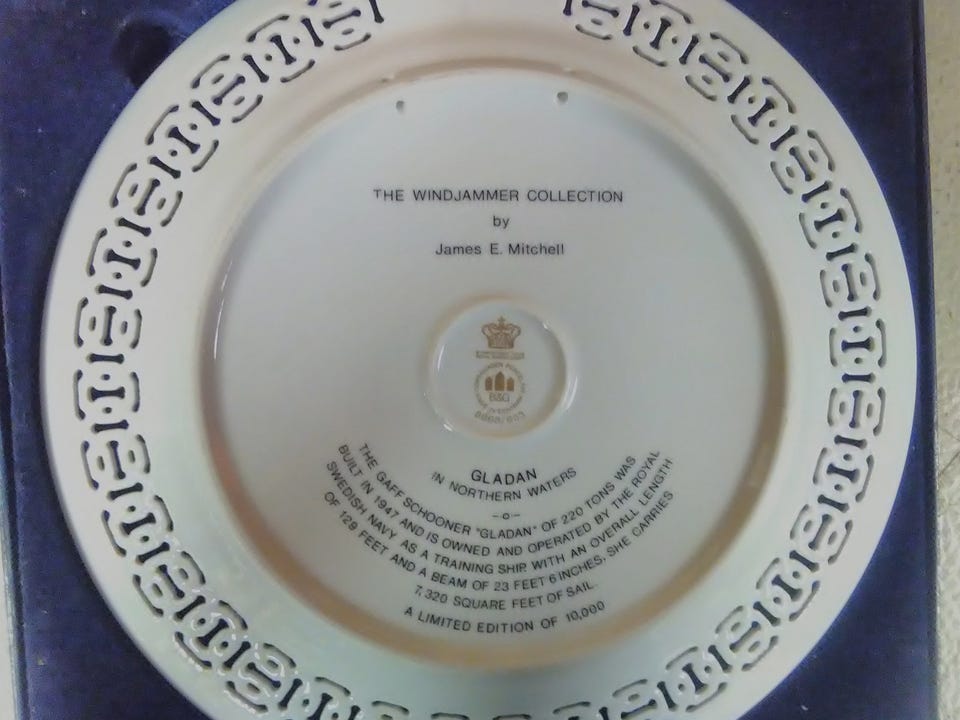 THE WINDJAMMER COLLECTION
by
James E. Mitchell
B&G
GLADAN
IN NORTHERN WATERS
-o-
THE GAFF SCHOONER "GLADAN" OF 220 TONS WAS
BUILT IN 1947 AND IS OWNED AND OPERATED BY THE ROYAL
SWEDISH NAVY AS A TRAINING SHIP. WITH AN OVERALL LENGTH
OF 129 FEET AND A BEAM OF 23 FEET 6 INCHES, SHE CARRIES
7,320 SQUARE FEET OF SAIL.
A LIMITED EDITION OF 10,000